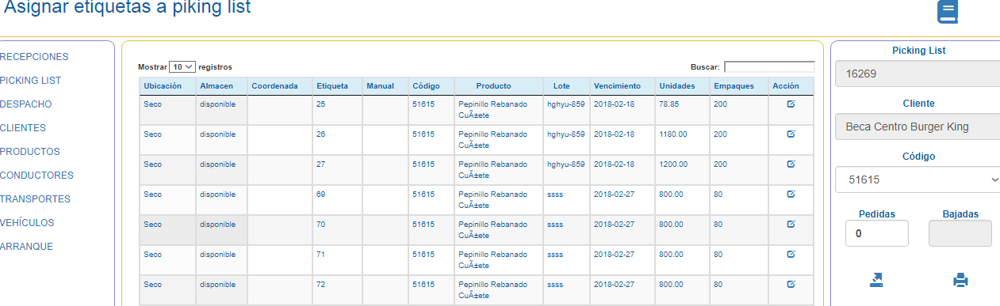 Asignar etiquetas a piking list
RECEPCIONES
PICKING LIST
DESPACHO
CLIENTES
PRODUCTOS
CONDUCTORES
TRANSPORTES
VEHÍCULOS
ARRANQUE
Mostrar 10 registros
Buscar:
Ubicación Almacen Coordenada Etiqueta Manual Código Producto Lote Vencimiento Unidades Empaques Acción
Seco disponible 25 51615 Pepinillo Rebanado hghyu-859 2018-02-18 78.85 200
CuÃ±ete
Seco disponible 26 51615 Pepinillo Rebanado hghyu-859 2018-02-18 1180.00 200
CuÃ±ete
Seco disponible 27 51615 Pepinillo Rebanado hghyu-859 2018-02-18 1200.00 200
CuÃ±ete
Seco disponible 69 51615 Pepinillo Rebanado ssss 2018-02-27 800.00 80
CuÃ±ete
Seco disponible 70 51615 Pepinillo Rebanado ssss 2018-02-27 800.00 80
CuÃ±ete
Seco disponible 71 51615 Pepinillo Rebanado ssss 2018-02-27 800.00 80
CuÃ±ete
Seco disponible 72 51615 Pepinillo Rebanado ssss 2018-02-27 800.00 80
CuÃ±ete
Picking List
16269
Cliente
Beca Centro Burger King
Código
51615
Pedidas Bajadas
0